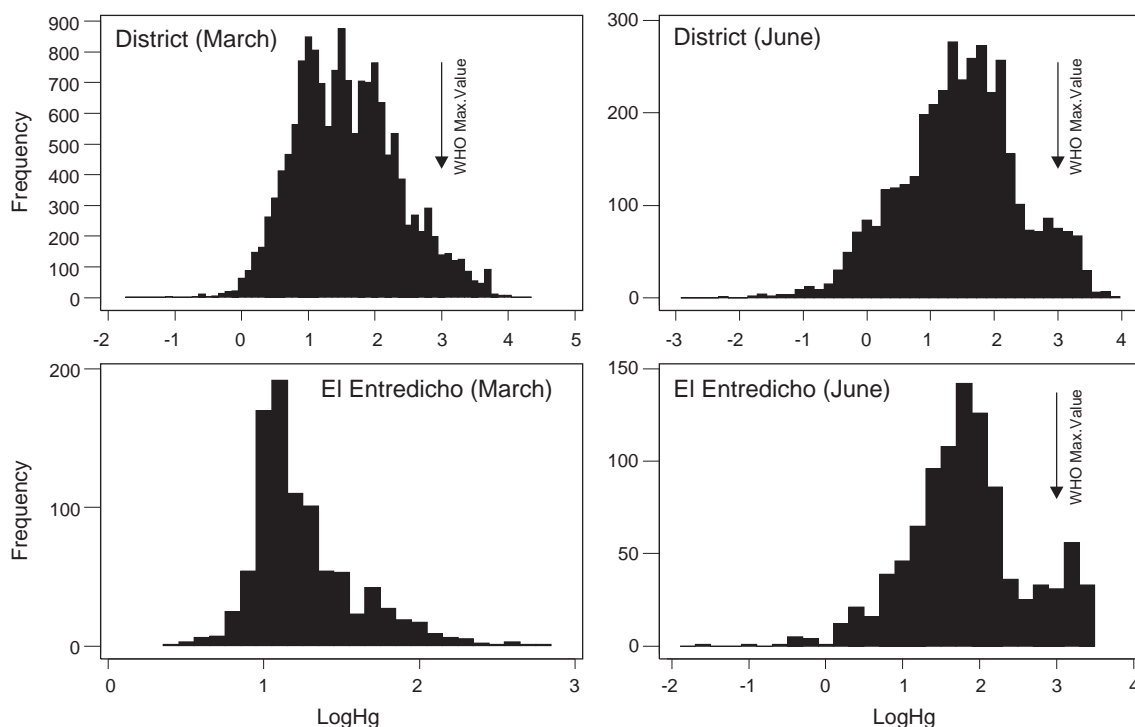 District (March)
District (June)
WHO Max.Value
WHO Max.Value
Frequency
900
800
700
600
500
400
300
200
100
0
-2 -1 0 1 2 3 4 5
300
200
100
0
-3 -2 -1 0 1 2 3 4
El Entredicho (March)
El Entredicho (June)
WHO Max.Value
Frequency
200
100
0
0 1 2 3
LogHg
150
100
50
0
-2 -1 0 1 2 3 4
LogHg